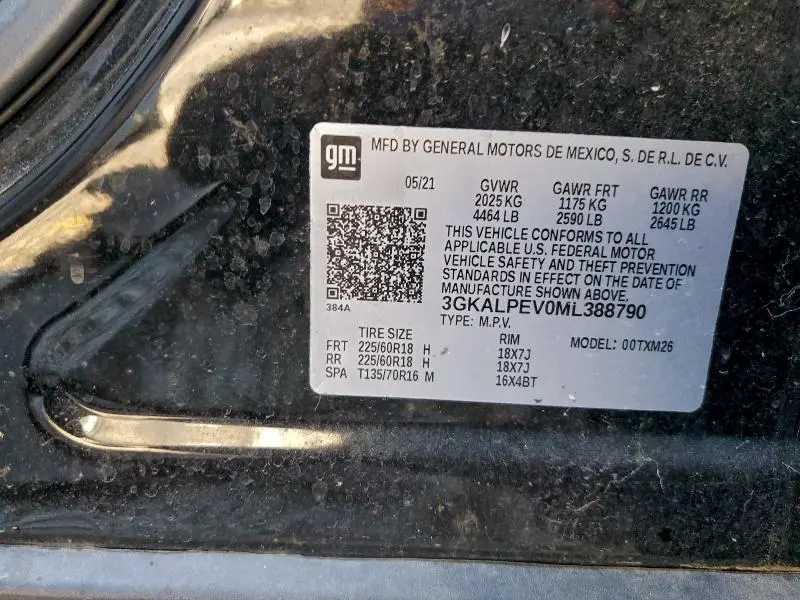 gm MFD BY GENERAL MOTORS DE MEXICO, S. DE R.L. DE C.V.
05/21 GVWR GAWR FRT GAWR RR
2025 KG 1175 KG 1200 KG
4464 LB 2590 LB 2645 LB
THIS VEHICLE CONFORMS TO ALL
APPLICABLE U.S. FEDERAL MOTOR
VEHICLE SAFETY AND THEFT PREVENTION
STANDARDS IN EFFECT ON THE DATE OF
MANUFACTURE SHOWN ABOVE.
384A 3GKALPEV0ML388790
TYPE: M.P.V.
TIRE SIZE RIM MODEL: 00TXM26
FRT 225/60R18 H 18X7J
RR 225/60R18 H 18X7J
SPA T135/70R16 M 16X4BT